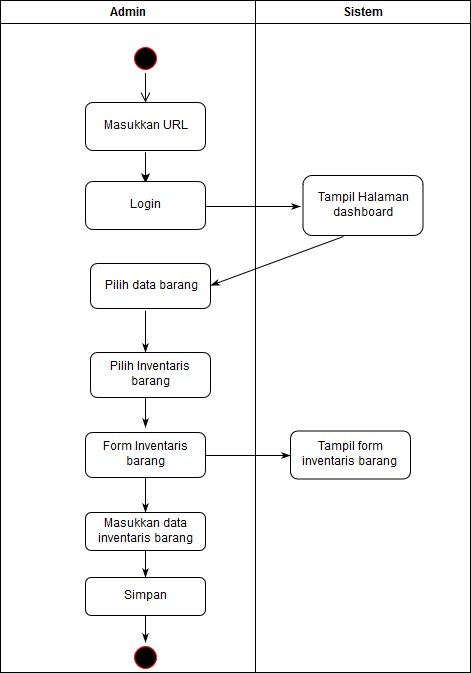 Admin
Sistem
Masukkan URL
Login
Tampil Halaman
dashboard
Pilih data barang
Pilih Inventaris
barang
Form Inventaris
barang
Tampil form
inventaris barang
Masukkan data
inventaris barang
Simpan